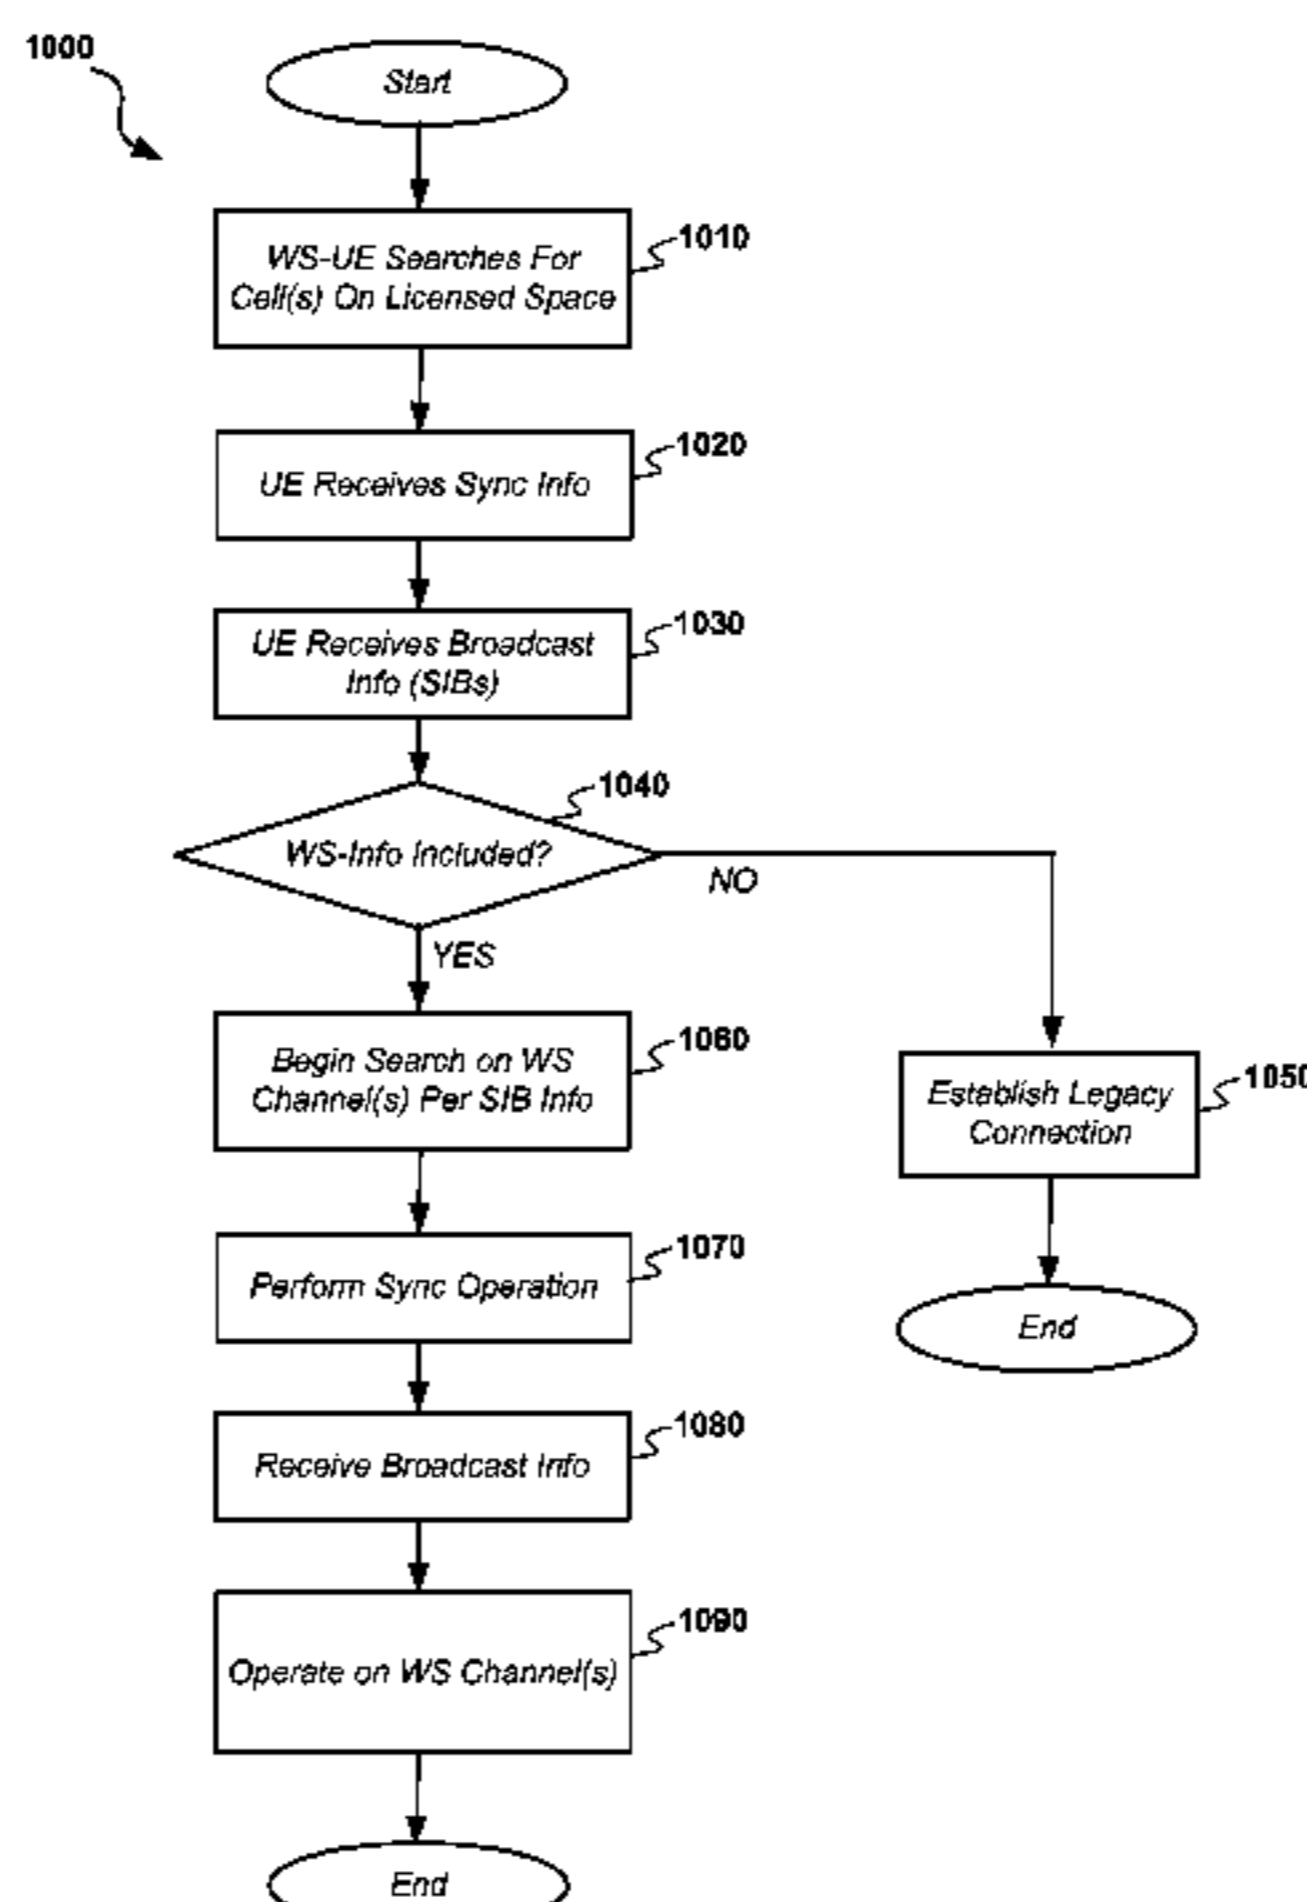 1000
Start
WS-UE Searches For
Cell(s) On Licensed Space
1010
UE Receives Sync Info
1020
UE Receives Broadcast
Info (SIBs)
1030
WS-Info Included?
1040
NO
YES
Begin Search on WS
Channel(s) Per SIB Info
1060
Establish Legacy
Connection
1050
Perform Sync Operation
1070
End
Receive Broadcast Info
1080
Operate on WS Channel(s)
1090
End